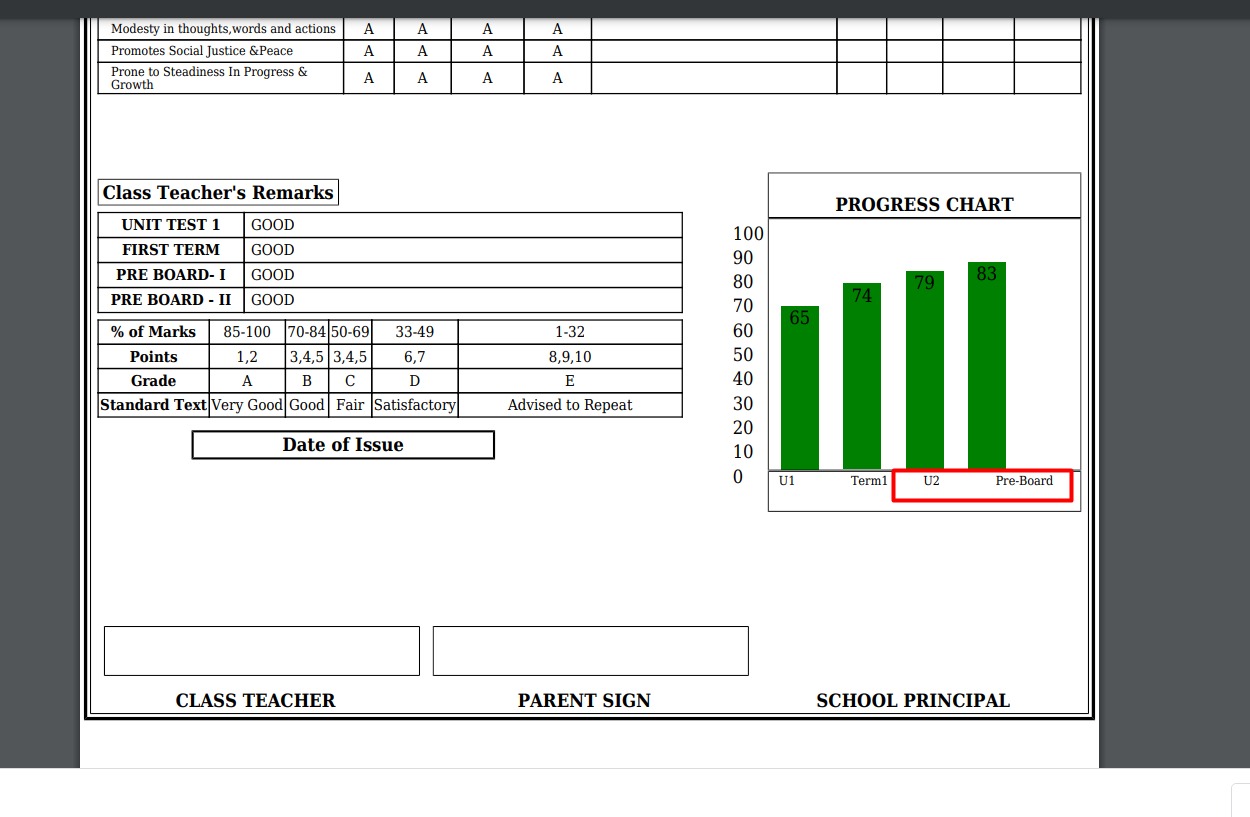 Modesty in thoughts,words and actions A A A A
Promotes Social Justice &Peace A A A A
Prone to Steadiness In Progress &
Growth A A A A
Class Teacher's Remarks
UNIT TEST 1 GOOD
FIRST TERM GOOD
PRE BOARD- I GOOD
PRE BOARD - II GOOD
% of Marks 85-100 70-84 50-69 33-49 1-32
Points 1,2 3,4,5 3,4,5 6,7 8,9,10
Grade A B C D E
Standard Text Very Good Good Fair Satisfactory Advised to Repeat
Date of Issue
PROGRESS CHART
100
90
80
70
60
50
40
30
20
10
0
65 74 79 83
U1 Term1 U2 Pre-Board
CLASS TEACHER PARENT SIGN SCHOOL PRINCIPAL